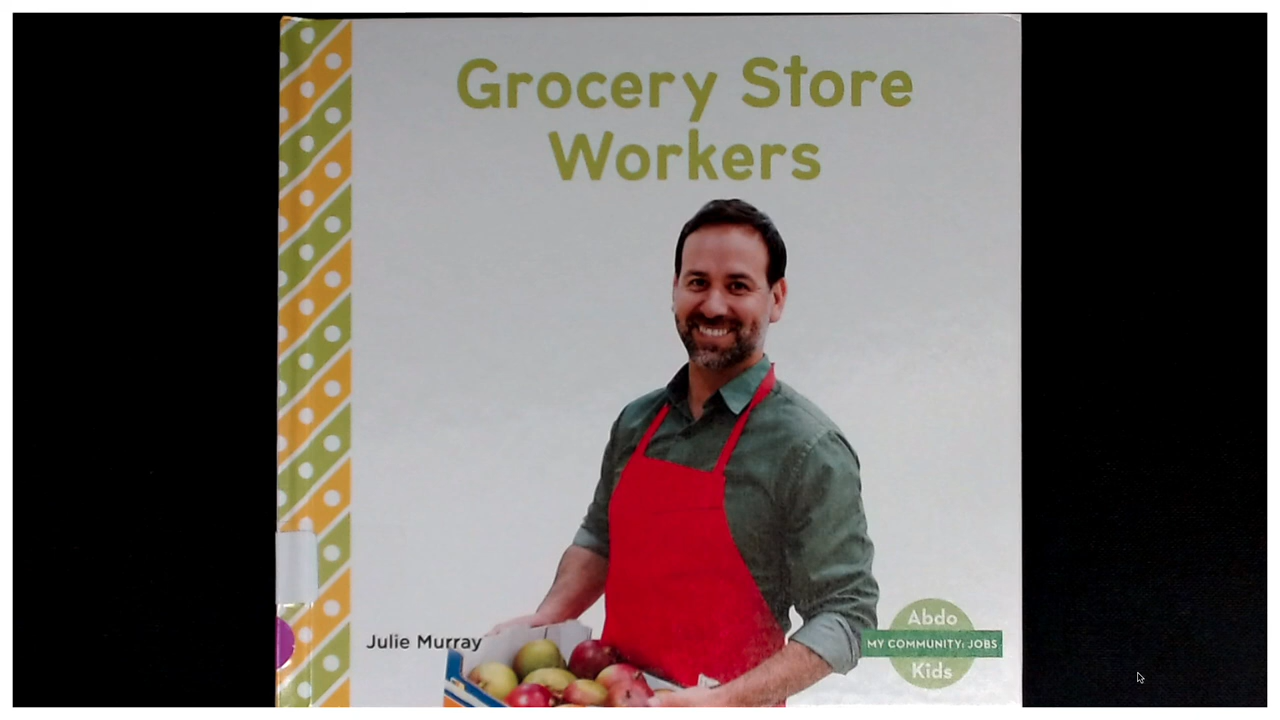 Grocery Store
Workers
Julie Murray
Abdo
MY COMMUNITY: JOBS
Kids